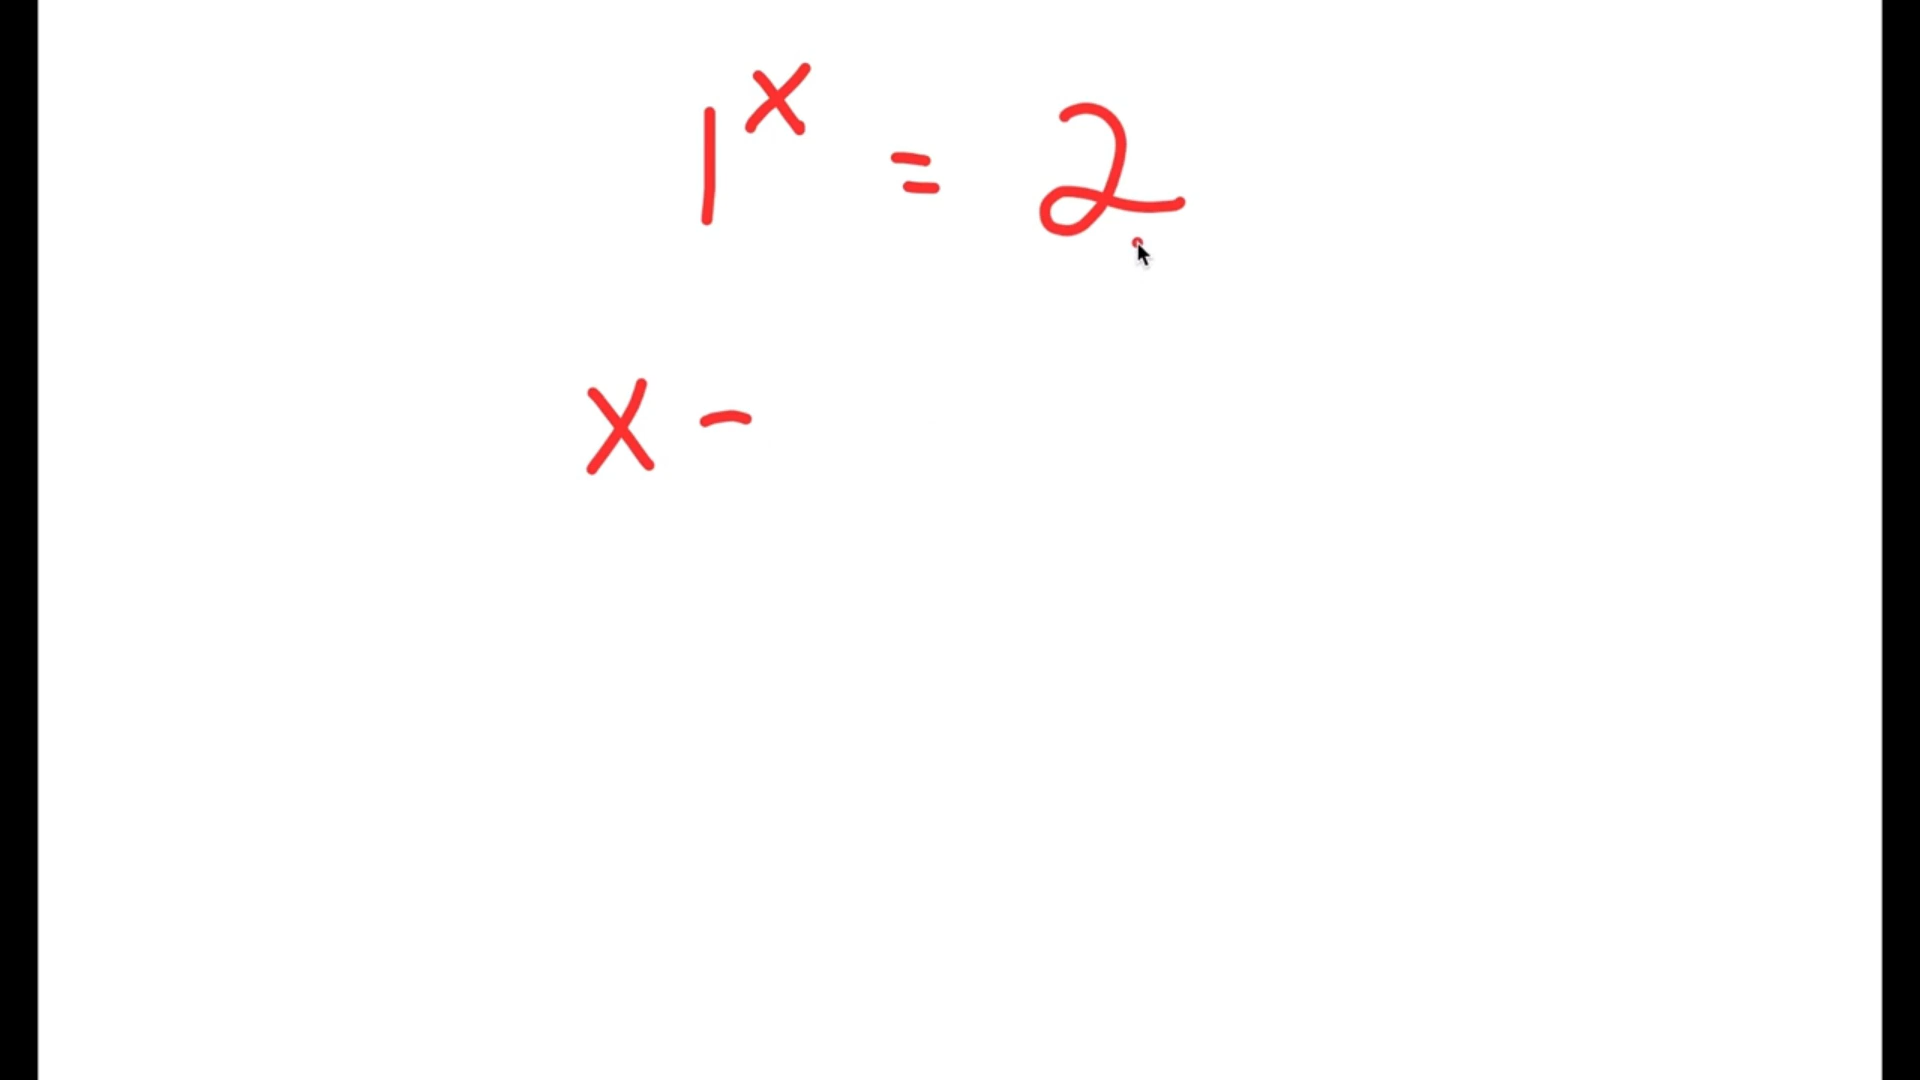 1^x = 2
x -